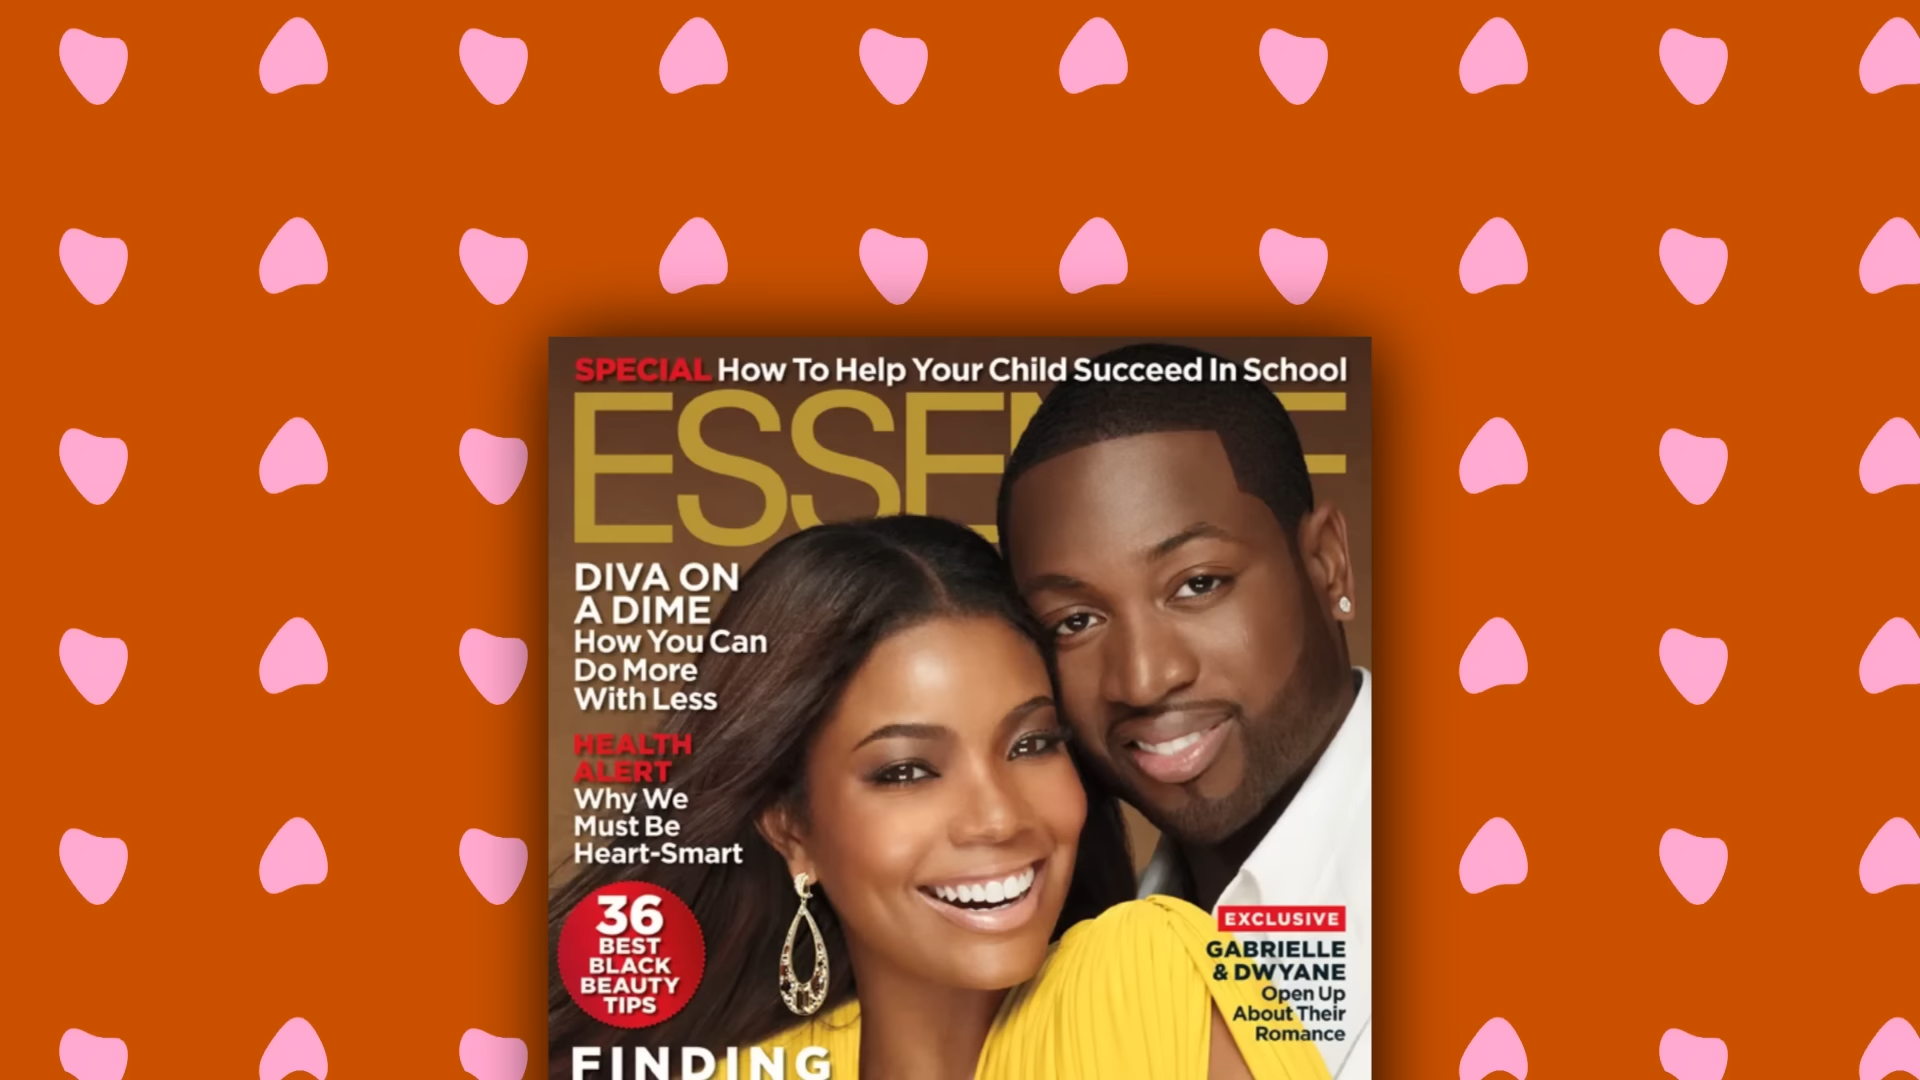 SPECIAL How To Help Your Child Succeed In School
ESSENCE
DIVA ON
A DIME
How You Can
Do More
With Less
HEALTH
ALERT
Why We
Must Be
Heart-Smart
36
BEST
BLACK
BEAUTY
TIPS
EXCLUSIVE
GABRIELLE
& DWYANE
Open Up
About Their
Romance
FINDING